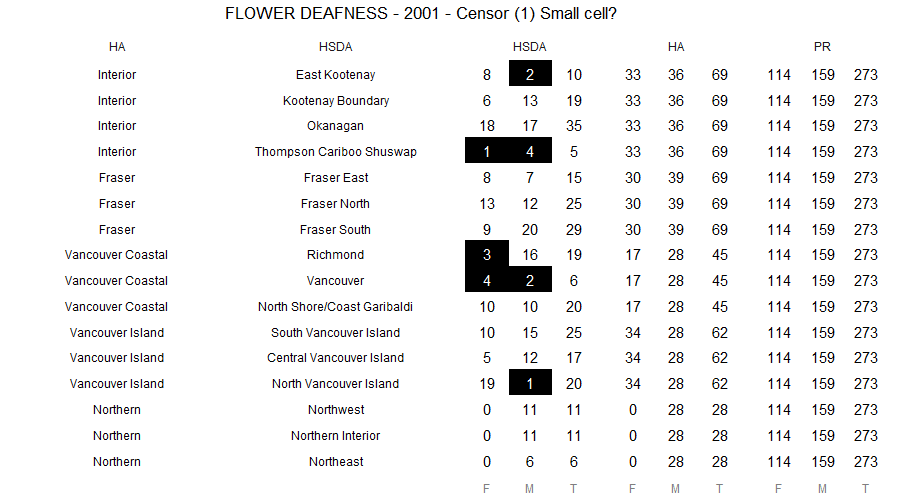 FLOWER DEAFNESS - 2001 - Censor (1) Small cell?
HA HSDA HSDA HA PR
Interior East Kootenay 8 2 10 33 36 69 114 159 273
Interior Kootenay Boundary 6 13 19 33 36 69 114 159 273
Interior Okanagan 18 17 35 33 36 69 114 159 273
Interior Thompson Cariboo Shuswap 1 4 5 33 36 69 114 159 273
Fraser Fraser East 8 7 15 30 39 69 114 159 273
Fraser Fraser North 13 12 25 30 39 69 114 159 273
Fraser Fraser South 9 20 29 30 39 69 114 159 273
Vancouver Coastal Richmond 3 16 19 17 28 45 114 159 273
Vancouver Coastal Vancouver 4 2 6 17 28 45 114 159 273
Vancouver Coastal North Shore/Coast Garibaldi 10 10 20 17 28 45 114 159 273
Vancouver Island South Vancouver Island 10 15 25 34 28 62 114 159 273
Vancouver Island Central Vancouver Island 5 12 17 34 28 62 114 159 273
Vancouver Island North Vancouver Island 19 1 20 34 28 62 114 159 273
Northern Northwest 0 11 11 0 28 28 114 159 273
Northern Northern Interior 0 11 11 0 28 28 114 159 273
Northern Northeast 0 6 6 0 28 28 114 159 273
F M T F M T F M T